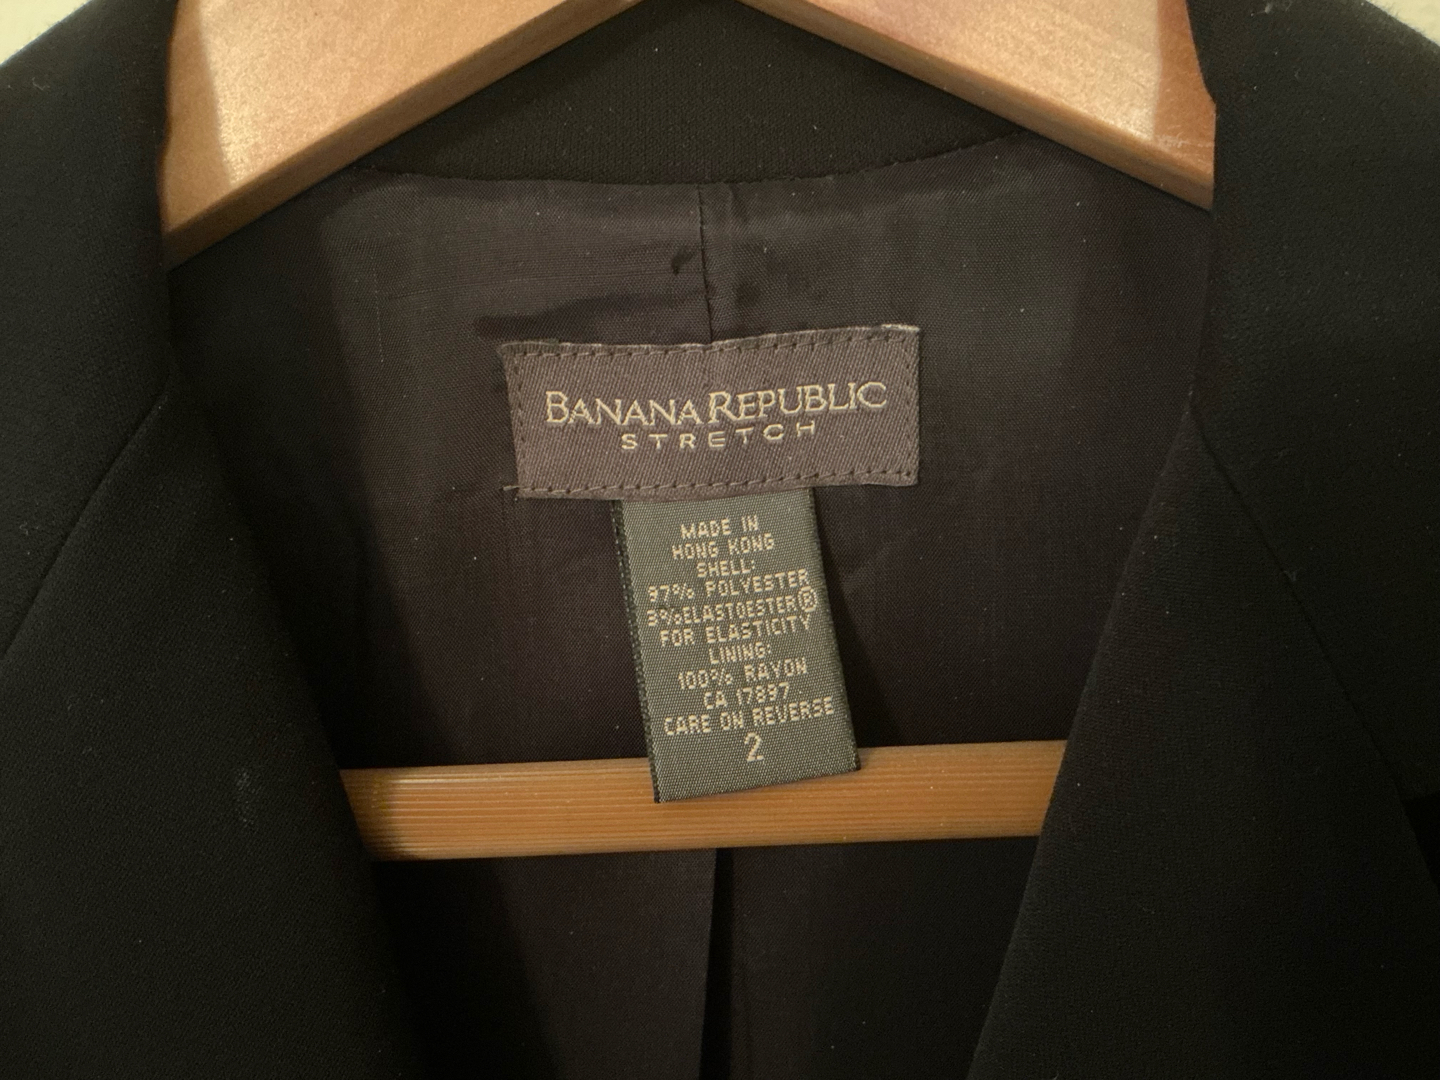 BANANA REPUBLIC
STRETCH
MADE IN
HONG KONG
SHELL:
97% POLYESTER
3%ELASTOESTER®
FOR ELASTICITY
LINING:
100% RAYON
CA 17897
CARE ON REVERSE
2